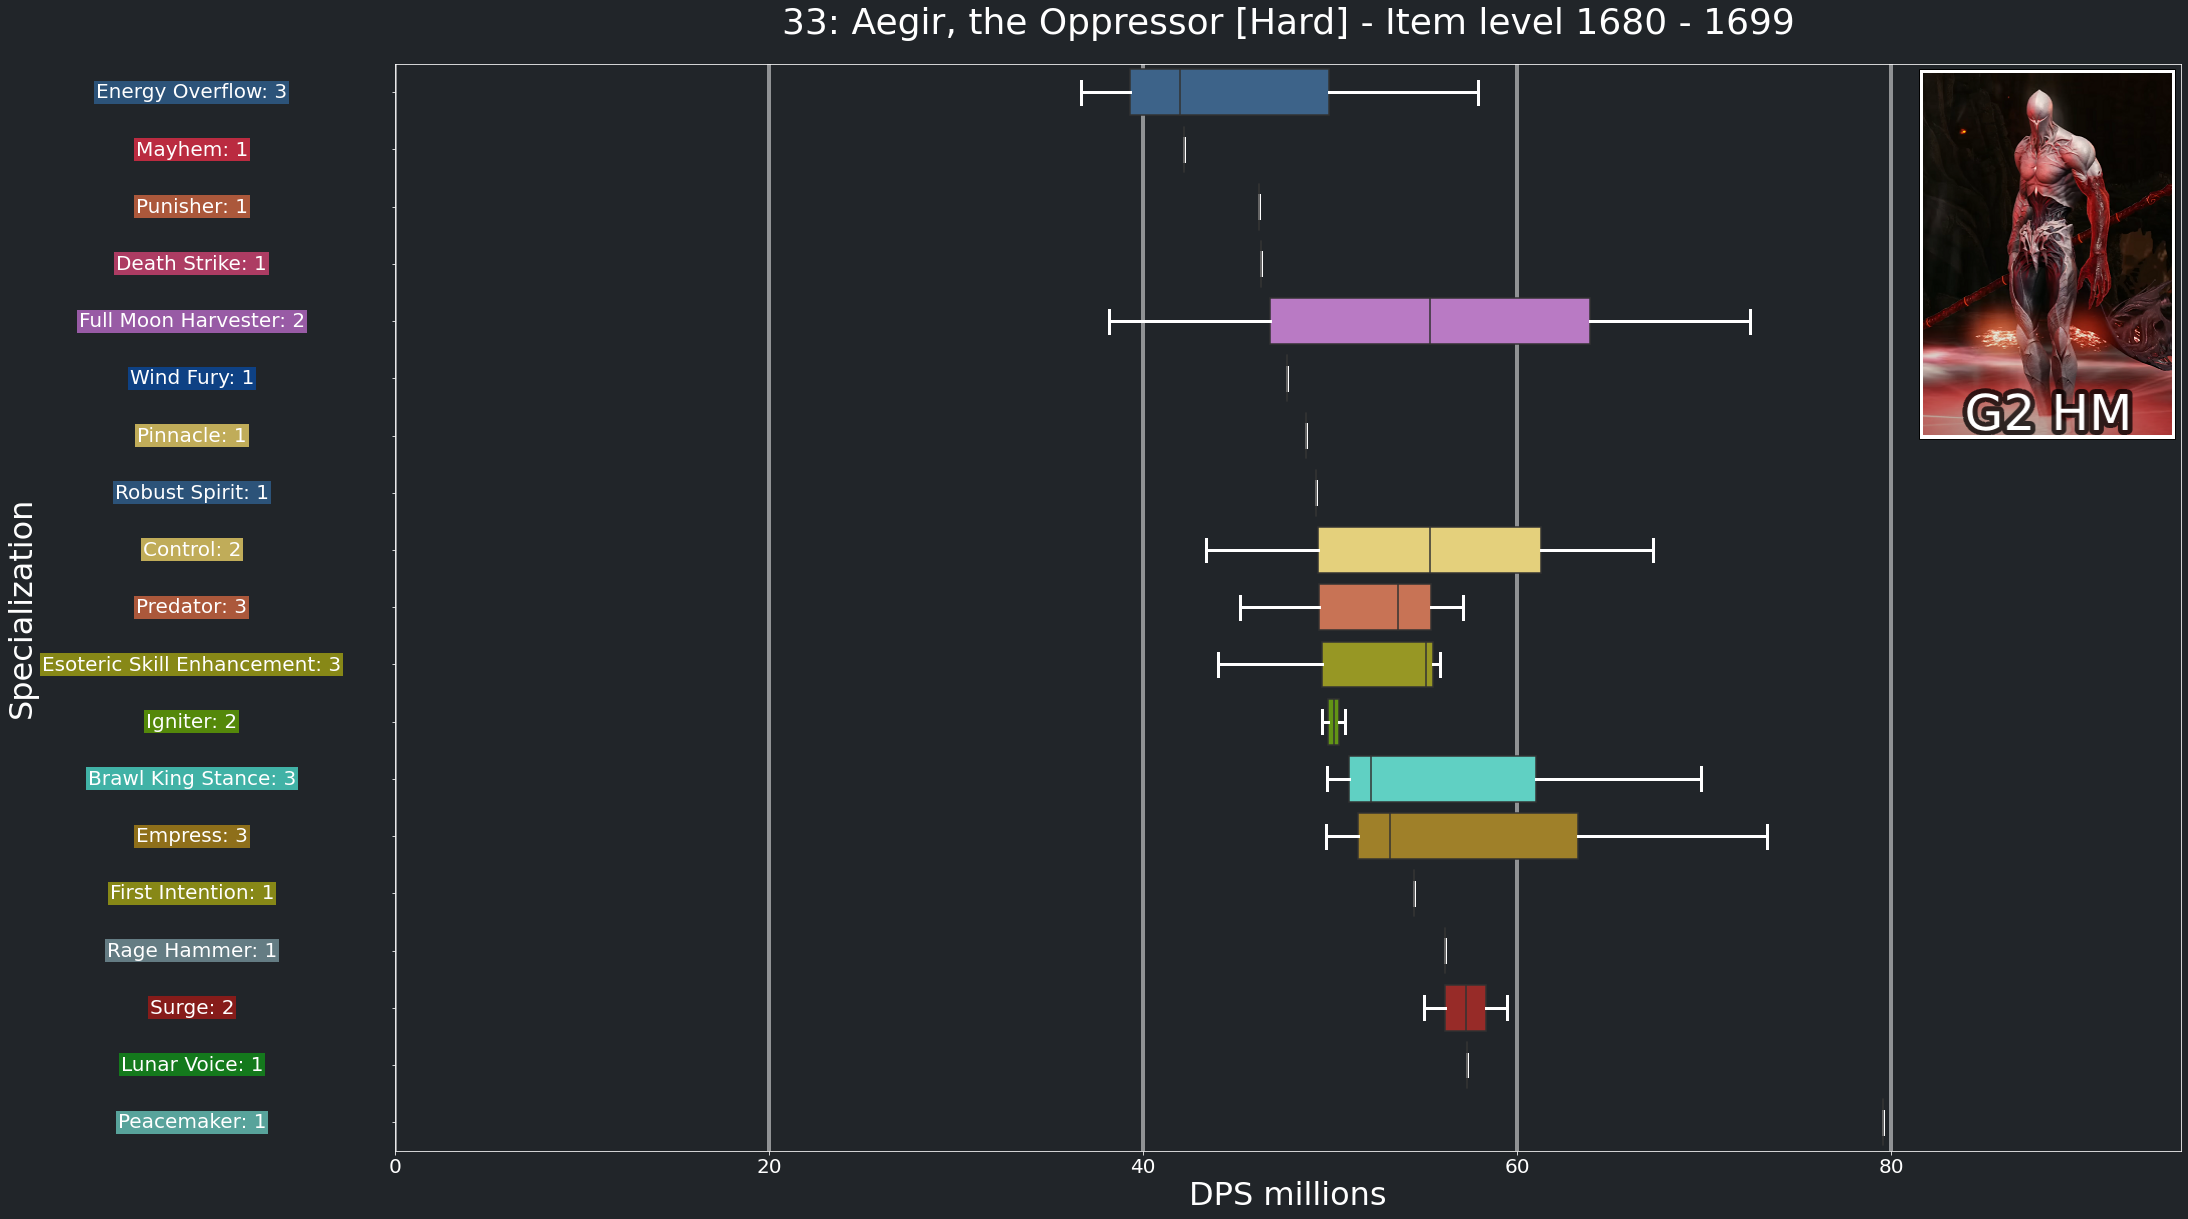 33: Aegir, the Oppressor [Hard] - Item level 1680 - 1699
Energy Overflow: 3
Mayhem: 1
Punisher: 1
Death Strike: 1
Full Moon Harvester: 2
Wind Fury: 1
Pinnacle: 1
Robust Spirit: 1
Control: 2
Predator: 3
Esoteric Skill Enhancement: 3
Igniter: 2
Brawl King Stance: 3
Empress: 3
First Intention: 1
Rage Hammer: 1
Surge: 2
Lunar Voice: 1
Peacemaker: 1
Specialization
G2 HM
0 20 40 60 80
DPS millions